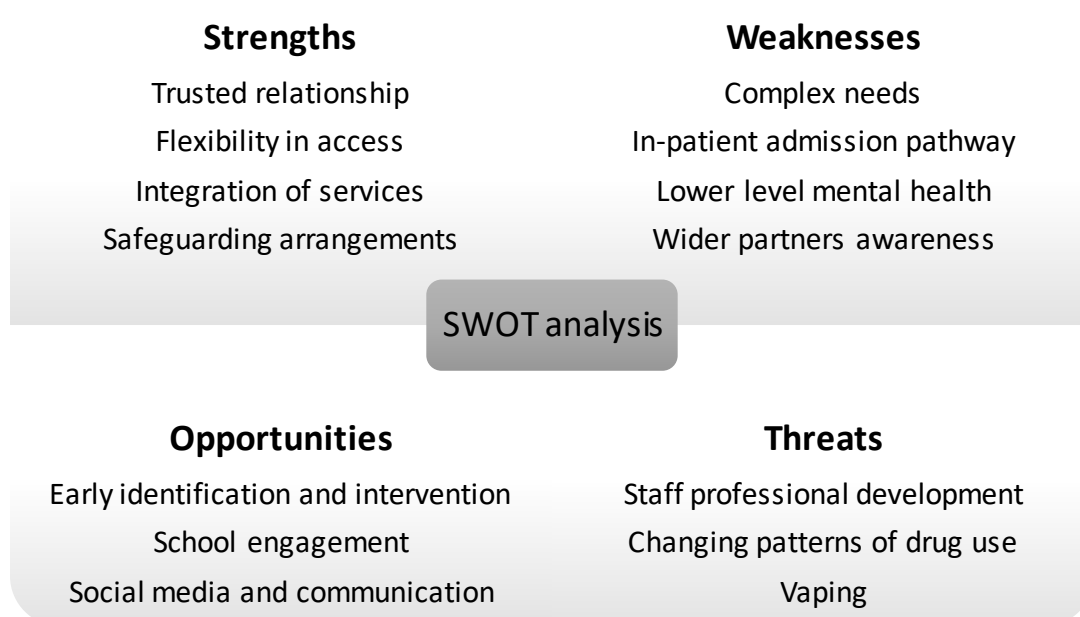 Strengths
Trusted relationship
Flexibility in access
Integration of services
Safeguarding arrangements
Weaknesses
Complex needs
In-patient admission pathway
Lower level mental health
Wider partners awareness
SWOT analysis
Opportunities
Early identification and intervention
School engagement
Social media and communication
Threats
Staff professional development
Changing patterns of drug use
Vaping